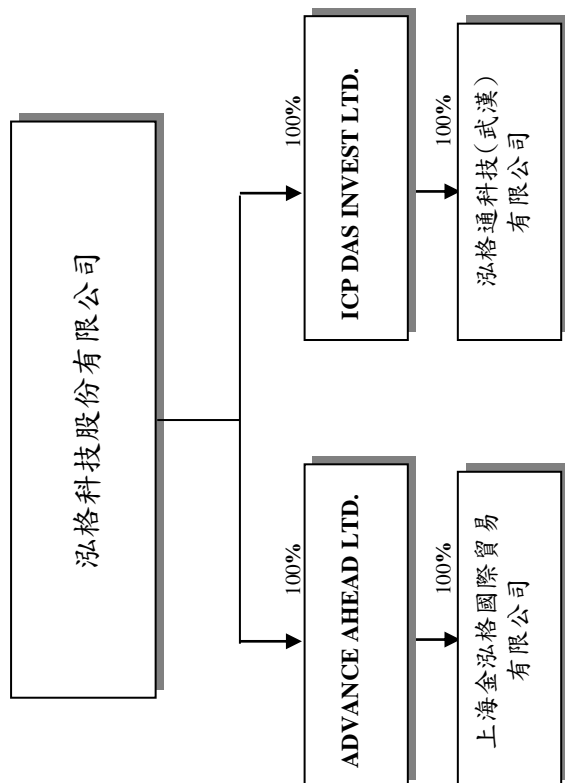 泓格科技股份有限公司
100%
ADVANCE AHEAD LTD.
100%
上海金泓格國際貿易
有限公司
100%
ICP DAS INVEST LTD.
100%
泓格通科技(武漢)
有限公司